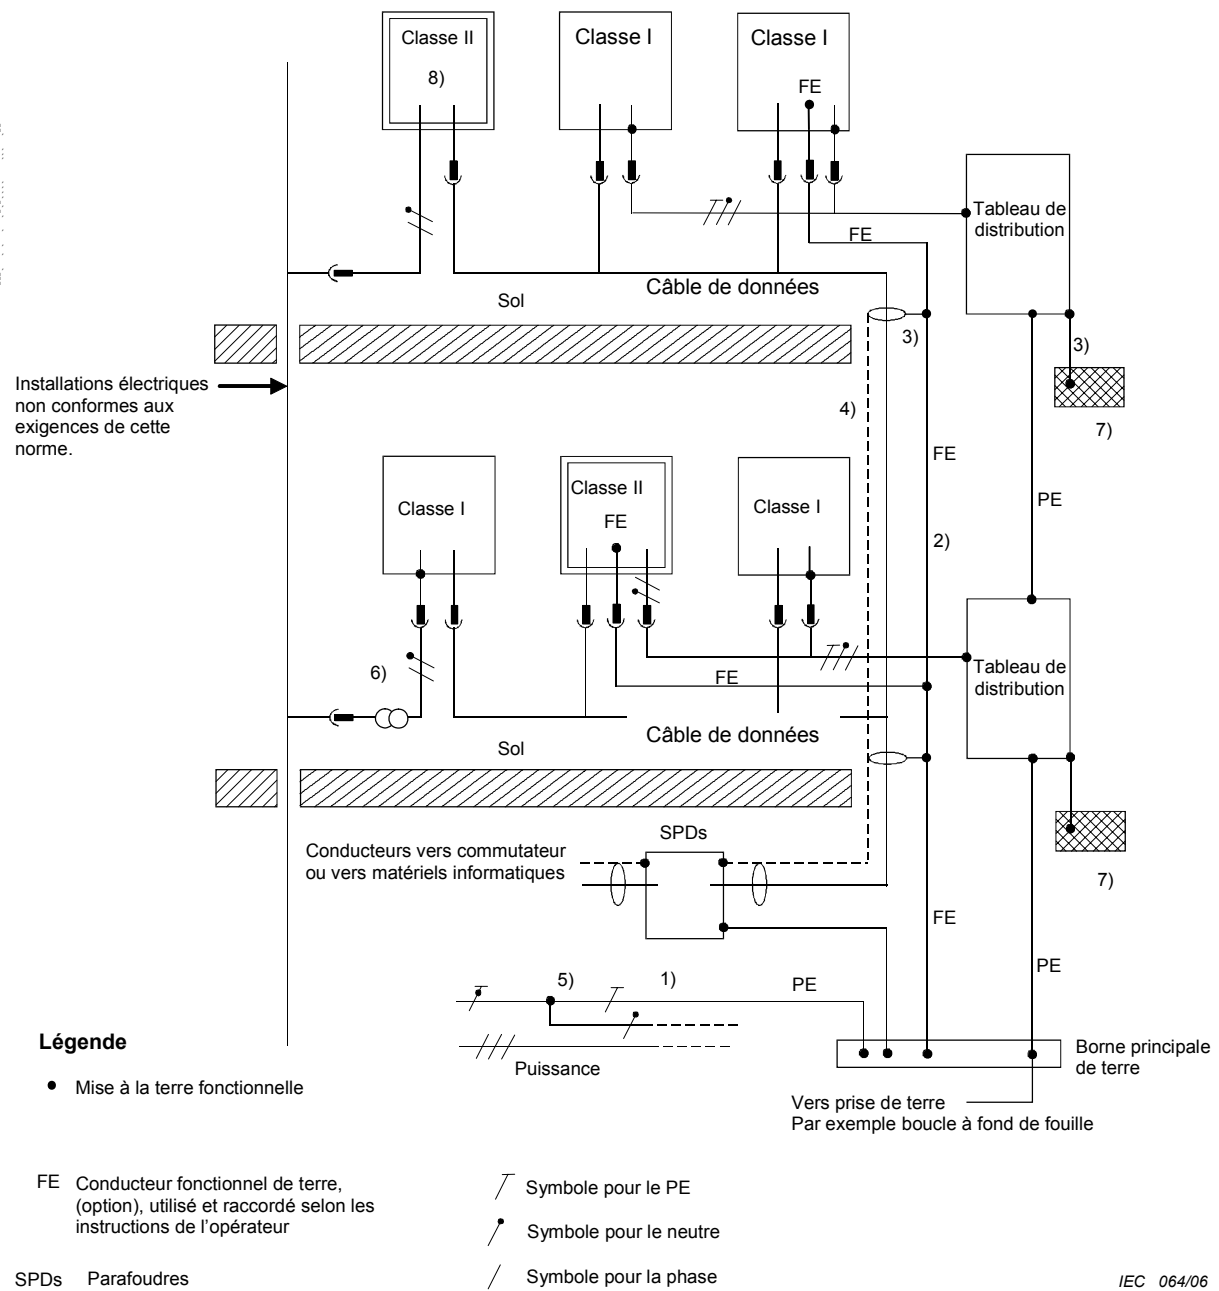 Classe II
8)
Classe I
Classe I
FE
Tableau de
distribution
FE
Câble de données
Sol
3)
3)
Installations électriques
non conformes aux
exigences de cette
norme.
4)
7)
FE
Classe I
Classe II
FE
Classe I
PE
2)
6)
FE
Tableau de
distribution
Câble de données
Sol
SPDs
Conducteurs vers commutateur
ou vers matériels informatiques
7)
FE
PE
5)
1)
PE
Puissance
Borne principale
de terre
Vers prise de terre
Par exemple boucle à fond de fouille
Légende
Mise à la terre fonctionnelle
FE Conducteur fonctionnel de terre,
(option), utilisé et raccordé selon les
instructions de l'opérateur
SPDs Parafoudres
Symbole pour le PE
Symbole pour le neutre
Symbole pour la phase
IEC 064/06